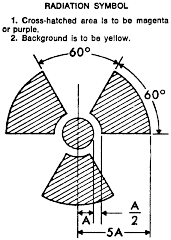 RADIATION SYMBOL
1. Cross-hatched area is to be magenta
or purple.
2. Background is to be yellow.
60°
60°
A
A
2
5A